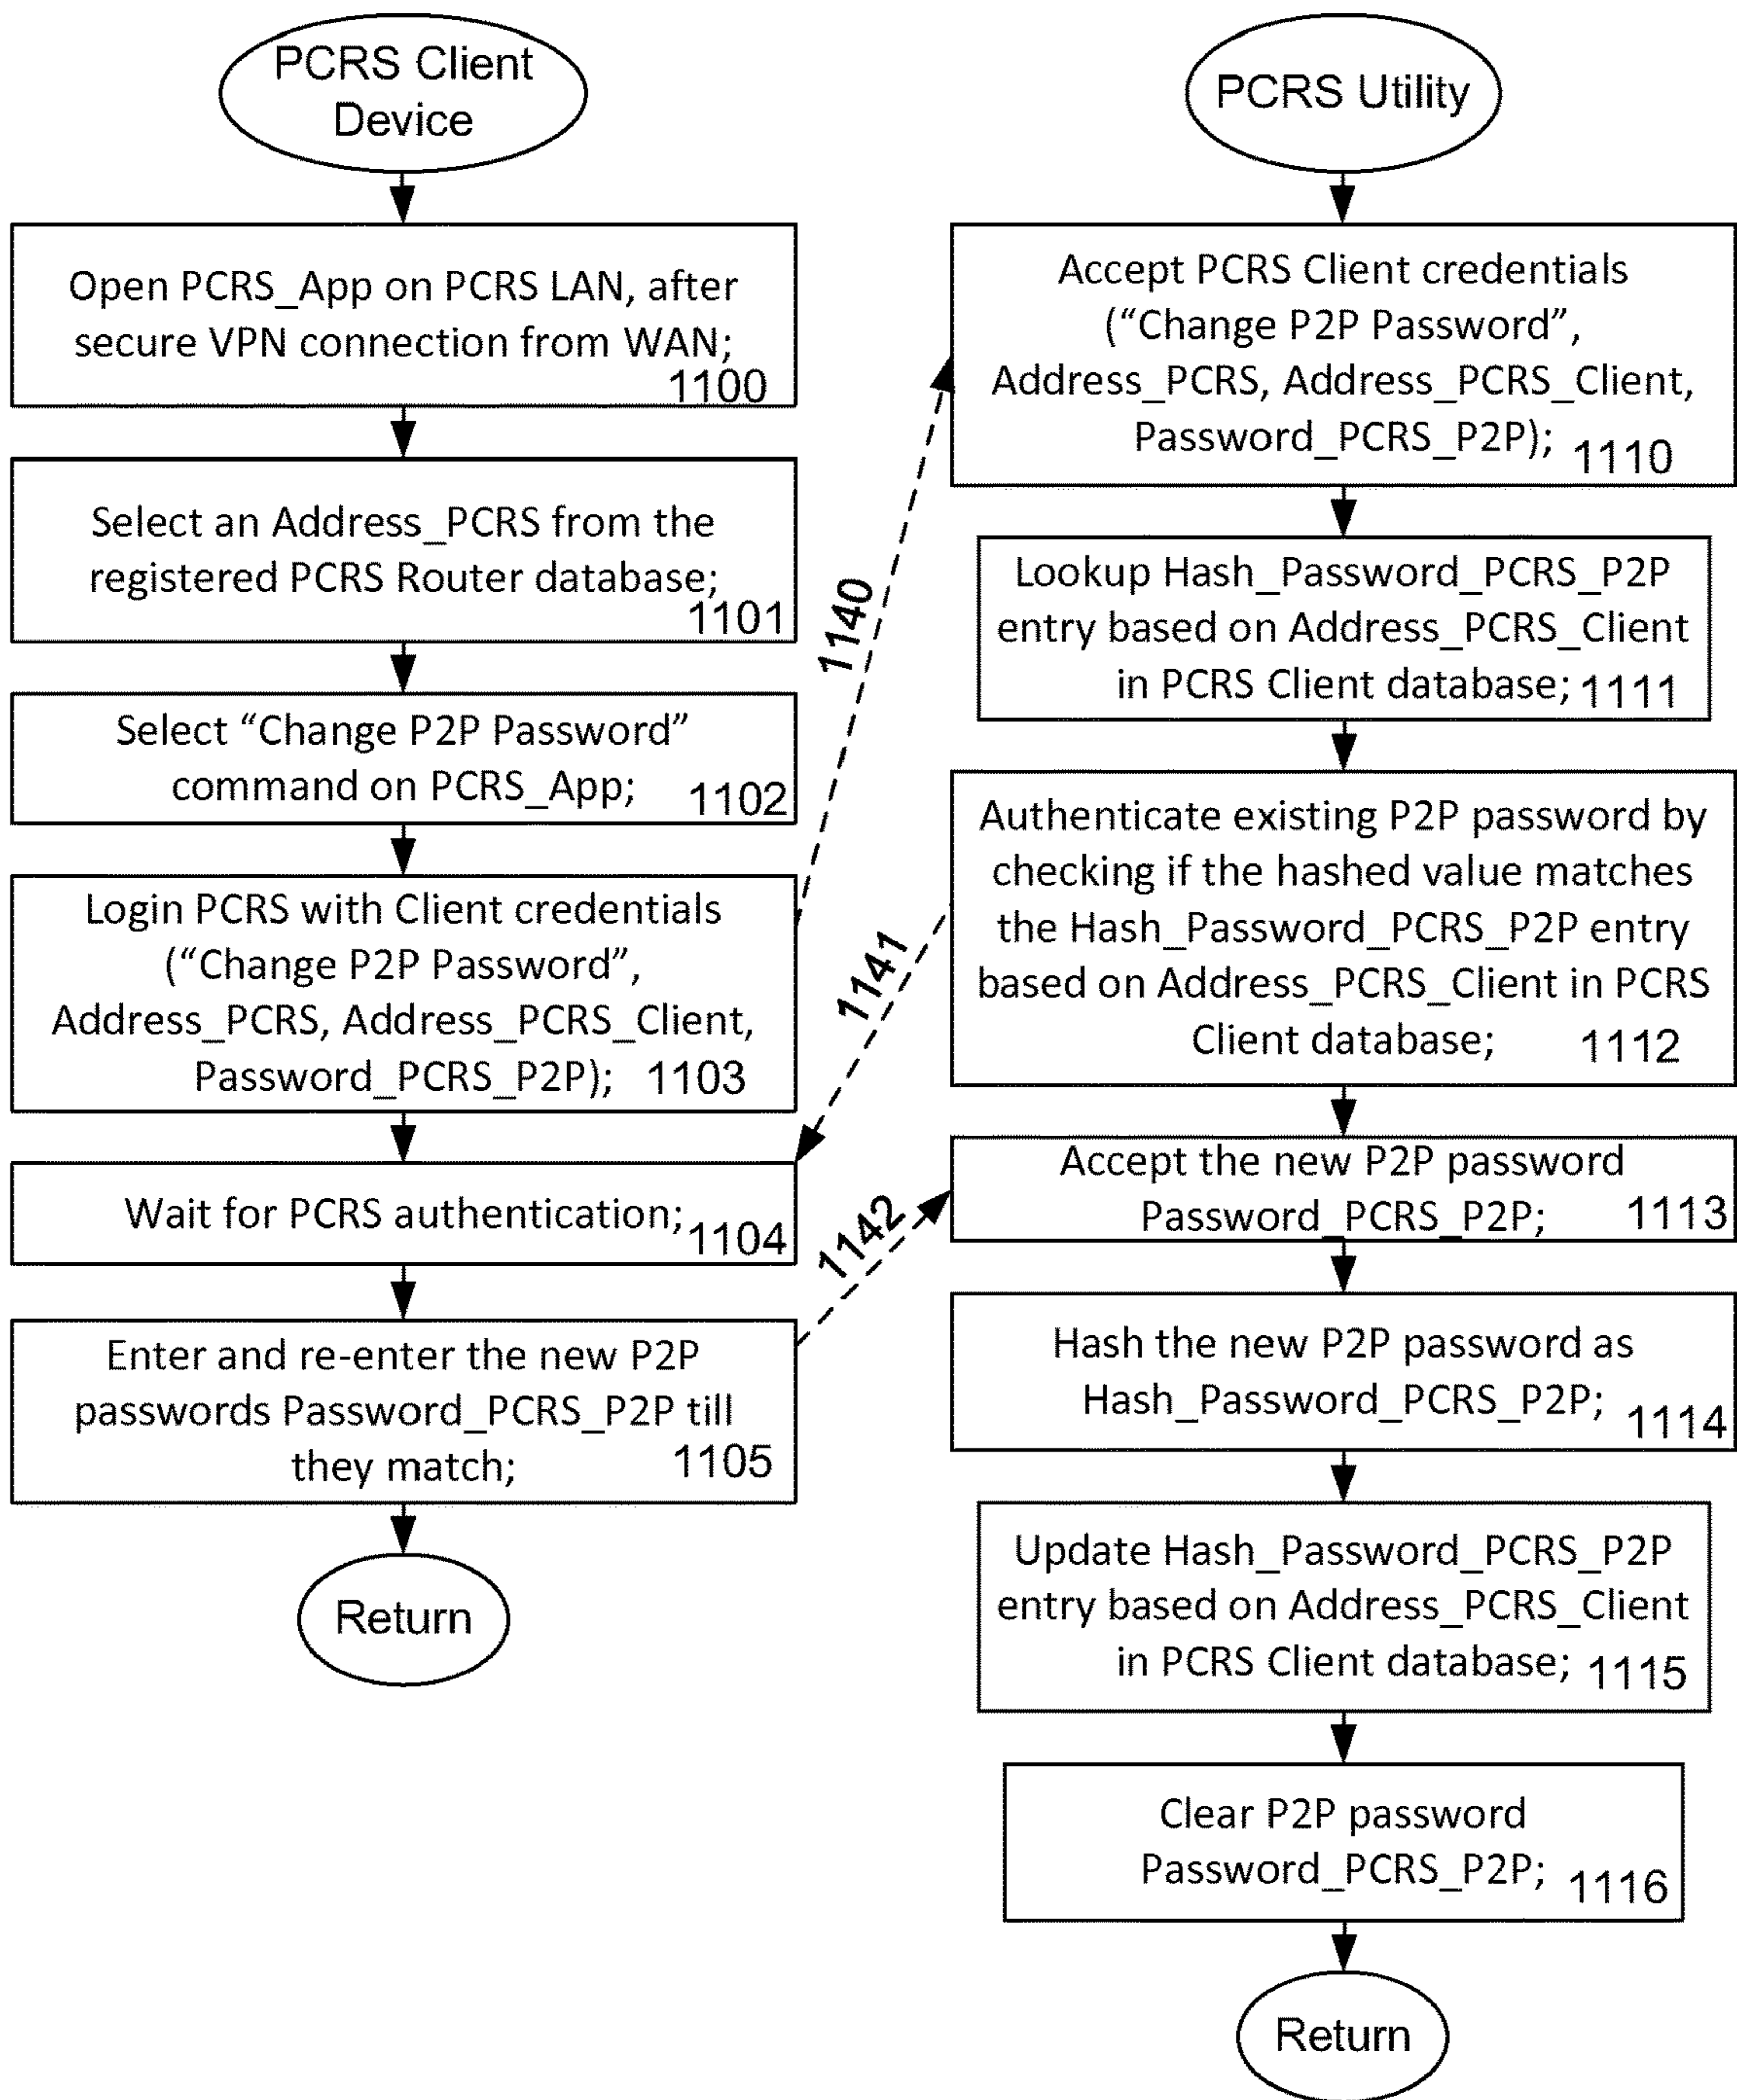 PCRS Client
Device
Open PCRS_App on PCRS LAN, after
secure VPN connection from WAN;
1100
Select an Address_PCRS from the
registered PCRS Router database;
1101
Select “Change P2P Password”
command on PCRS_App; 1102
Login PCRS with Client credentials
(“Change P2P Password”,
Address_PCRS, Address_PCRS_Client,
Password_PCRS_P2P); 1103
Wait for PCRS authentication; 1104
Enter and re-enter the new P2P
passwords Password_PCRS_P2P till
they match; 1105
Return
1140
1141
1142
PCRS Utility
Accept PCRS Client credentials
(“Change P2P Password”,
Address_PCRS, Address_PCRS_Client,
Password_PCRS_P2P); 1110
Lookup Hash_Password_PCRS_P2P
entry based on Address_PCRS_Client
in PCRS Client database; 1111
Authenticate existing P2P password by
checking if the hashed value matches
the Hash_Password_PCRS_P2P entry
based on Address_PCRS_Client in PCRS
Client database; 1112
Accept the new P2P password
Password_PCRS_P2P; 1113
Hash the new P2P password as
Hash_Password_PCRS_P2P; 1114
Update Hash_Password_PCRS_P2P
entry based on Address_PCRS_Client
in PCRS Client database; 1115
Clear P2P password
Password_PCRS_P2P; 1116
Return